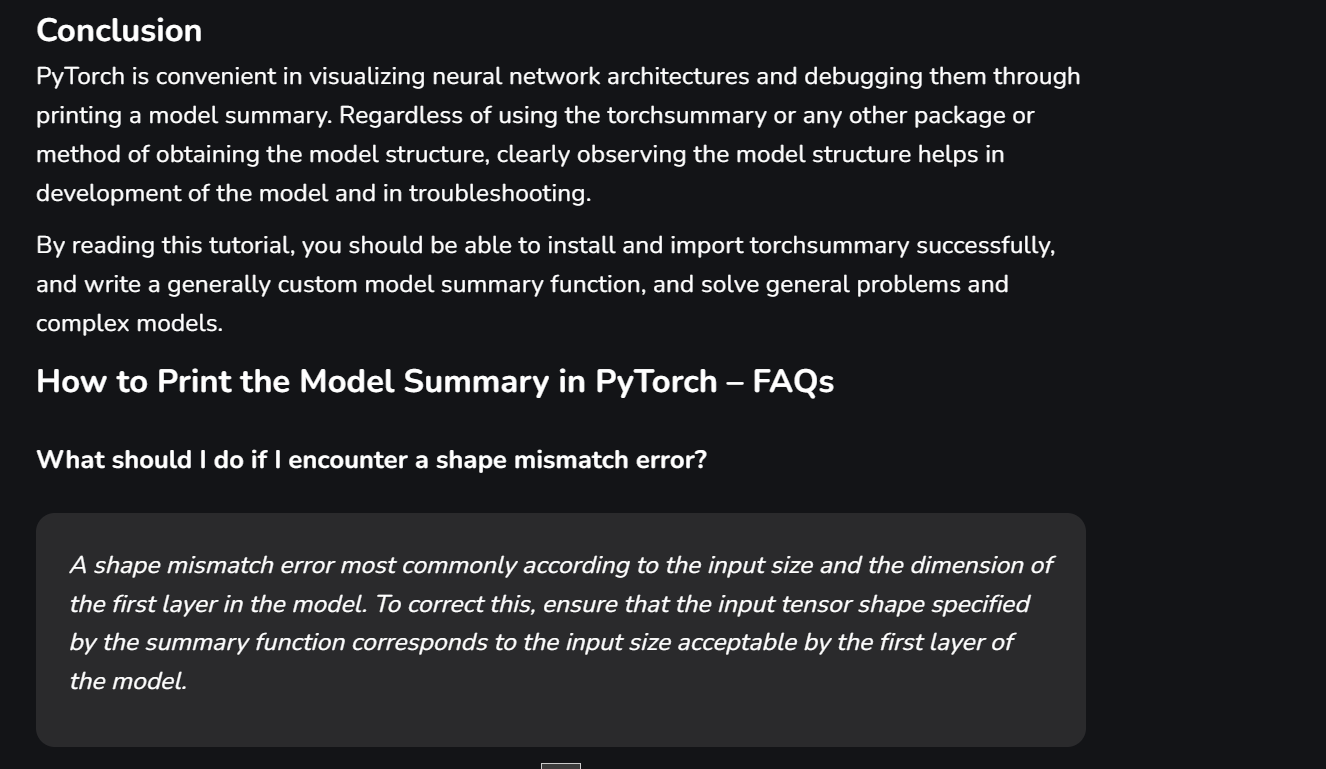 Conclusion
PyTorch is convenient in visualizing neural network architectures and debugging them through
printing a model summary. Regardless of using the torchsummary or any other package or
method of obtaining the model structure, clearly observing the model structure helps in
development of the model and in troubleshooting.
By reading this tutorial, you should be able to install and import torchsummary successfully,
and write a generally custom model summary function, and solve general problems and
complex models.
How to Print the Model Summary in PyTorch – FAQs
What should I do if I encounter a shape mismatch error?
A shape mismatch error most commonly according to the input size and the dimension of
the first layer in the model. To correct this, ensure that the input tensor shape specified
by the summary function corresponds to the input size acceptable by the first layer of
the model.